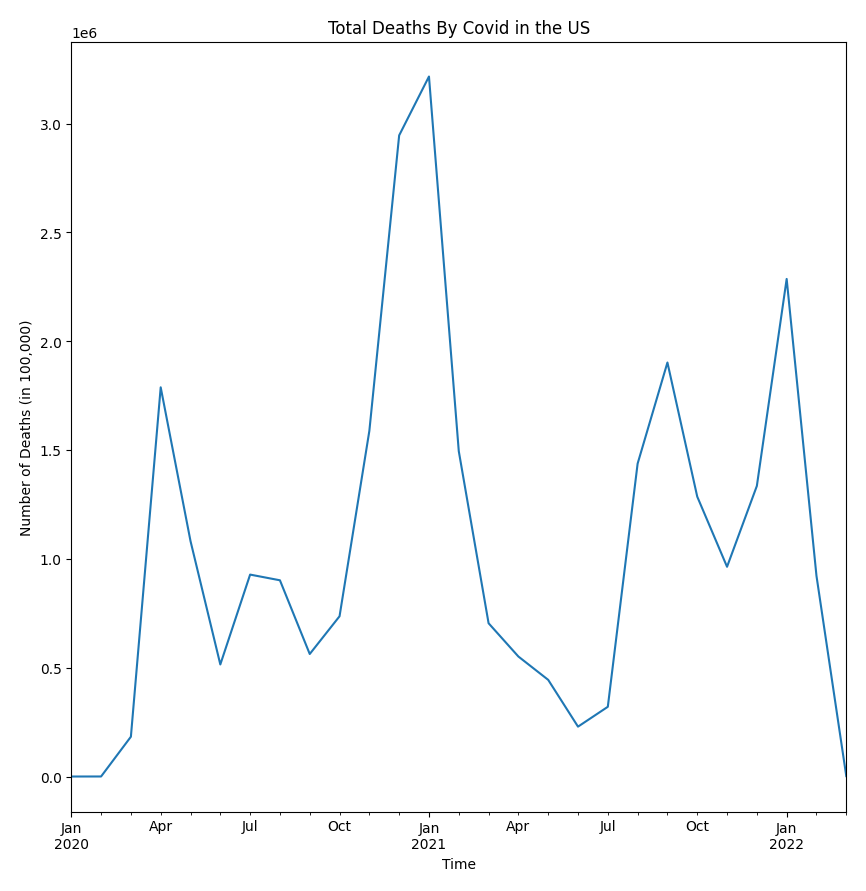 Total Deaths By Covid in the US
1e6
3.0
2.5
2.0
1.5
1.0
0.5
0.0
Number of Deaths (in 100,000)
Jan Apr Jul Oct Jan Apr Jul Oct Jan
2020 2021 2022
Time